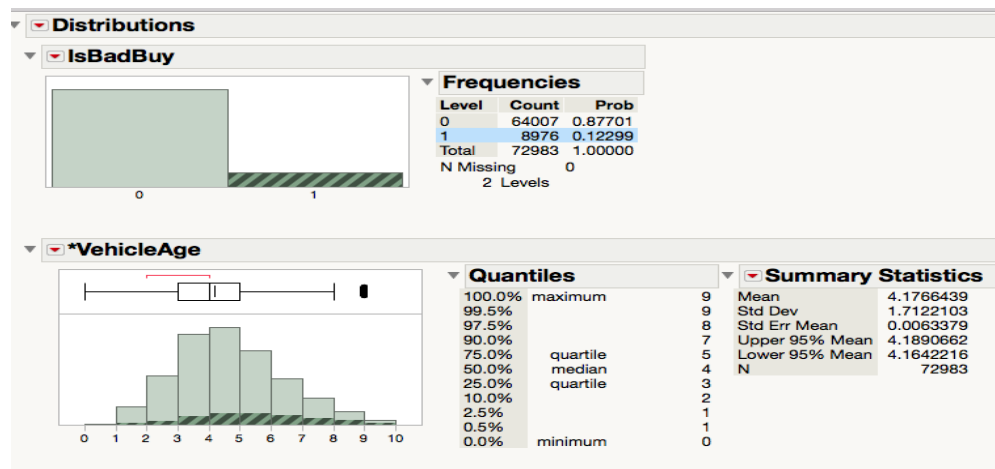 Distributions
IsBadBuy
Frequencies
Level Count Prob
0 64007 0.87701
1 8976 0.12299
Total 72983 1.00000
N Missing 0
2 Levels
0 1
*VehicleAge
Quantiles
100.0% maximum 9
99.5% 9
97.5% 8
90.0% 7
75.0% quartile 5
50.0% median 4
25.0% quartile 3
10.0% 2
2.5% 1
0.5% 1
0.0% minimum 0
Summary Statistics
Mean 4.1766439
Std Dev 1.7122103
Std Err Mean 0.0063379
Upper 95% Mean 4.1890662
Lower 95% Mean 4.1642216
N 72983
0 1 2 3 4 5 6 7 8 9 10